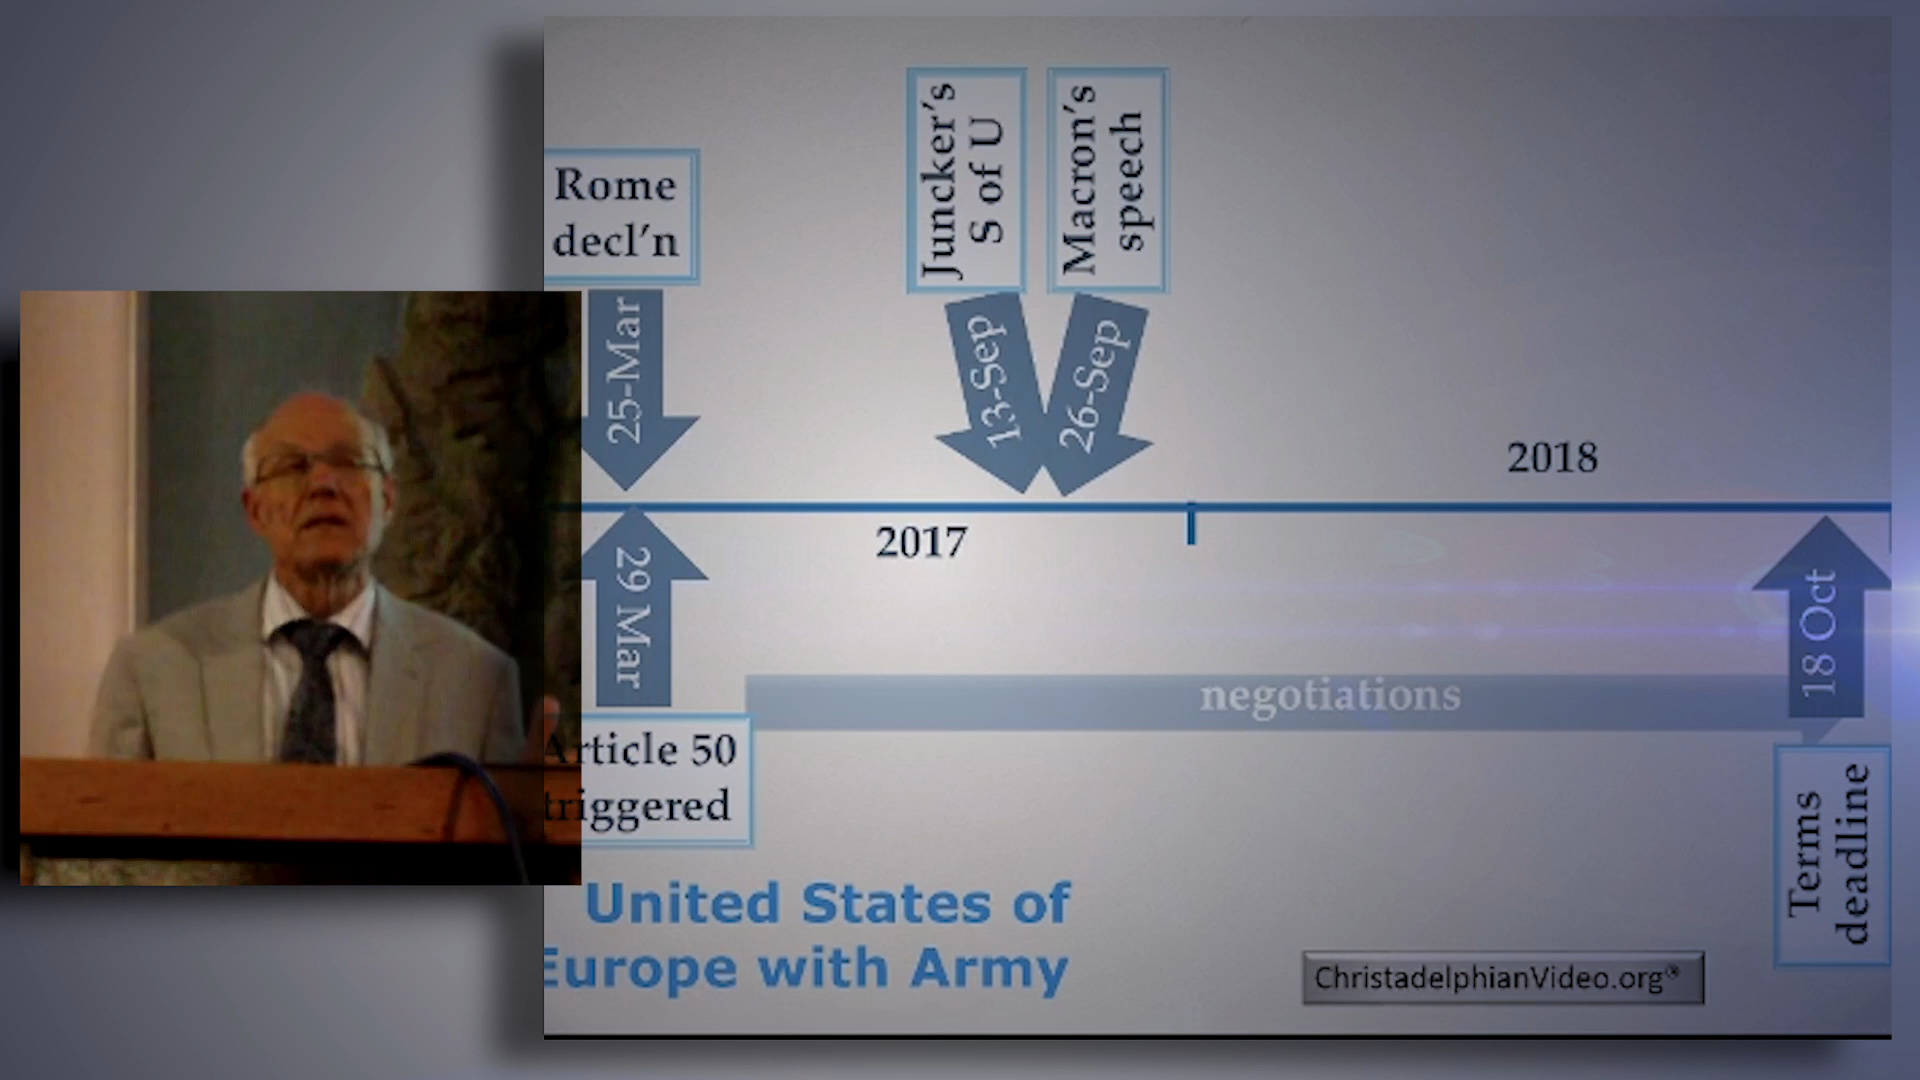 Rome
decl’n
25-Mar
Juncker’s
S of U
13-Sep
Macron’s
speech
26-Sep
2017
2018
29 Mar
Article 50
triggered
negotiations
18 Oct
Terms
deadline
United States of
Europe with Army
ChristadelphianVideo.org®